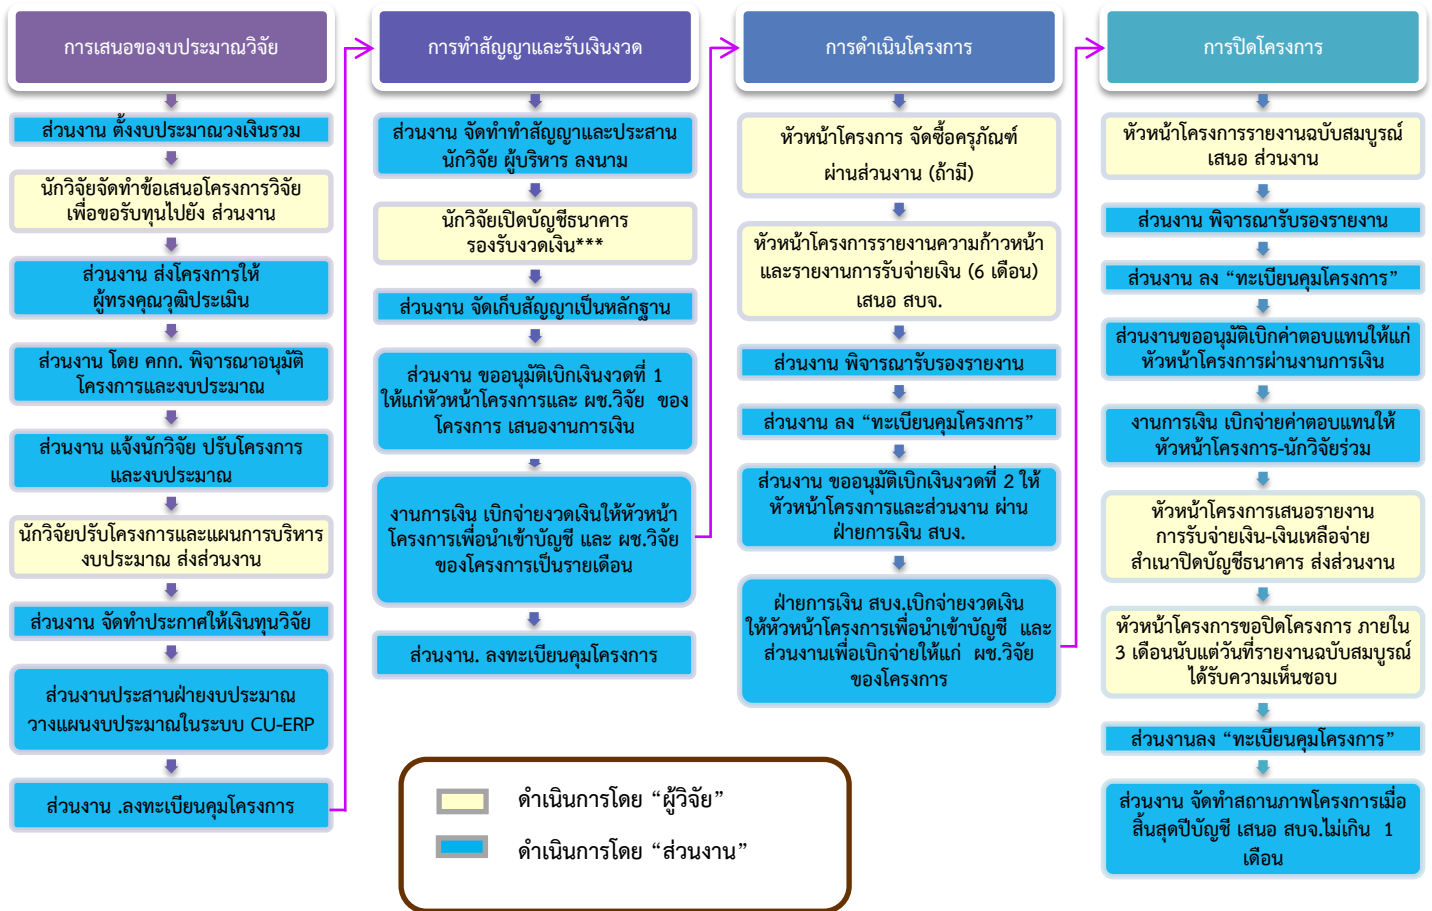 การเสนอของบประมาณวิจัย
ส่วนงาน ตั้งงบประมาณวงเงินรวม
นักวิจัยจัดทำข้อเสนอโครงการวิจัย
เพื่อขอรับทุนไปยัง ส่วนงาน
ส่วนงาน ส่งโครงการให้
ผู้ทรงคุณวุฒิประเมิน
ส่วนงาน โดย คกก. พิจารณาอนุมัติ
โครงการและงบประมาณ
ส่วนงาน แจ้งนักวิจัย ปรับโครงการ
และงบประมาณ
นักวิจัยปรับโครงการและแผนการบริหาร
งบประมาณ ส่งส่วนงาน
ส่วนงาน จัดทำประกาศให้เงินทุนวิจัย
ส่วนงานประสานฝ่ายงบประมาณ
วางแผนงบประมาณในระบบ CU-ERP
ส่วนงาน .ลงทะเบียนคุมโครงการ
การทำสัญญาและรับเงินงวด
ส่วนงาน จัดทำทำสัญญาและประสาน
นักวิจัย ผู้บริหาร ลงนาม
นักวิจัยเปิดบัญชีธนาคาร
รองรับงวดเงิน***
ส่วนงาน จัดเก็บสัญญาเป็นหลักฐาน
ส่วนงาน ขออนุมัติเบิกเงินงวดที่ 1
ให้แก่หัวหน้าโครงการและ ผช.วิจัย ของ
โครงการ เสนองานการเงิน
งานการเงิน เบิกจ่ายงวดเงินให้หัวหน้า
โครงการเพื่อนำเข้าบัญชี และ ผช.วิจัย
ของโครงการเป็นรายเดือน
ส่วนงาน. ลงทะเบียนคุมโครงการ
การดำเนินโครงการ
หัวหน้าโครงการ จัดซื้อครุภัณฑ์
ผ่านส่วนงาน (ถ้ามี)
หัวหน้าโครงการรายงานความก้าวหน้า
และรายงานการรับจ่ายเงิน (6 เดือน)
เสนอ สบจ.
ส่วนงาน พิจารณารับรองรายงาน
ส่วนงาน ลง “ทะเบียนคุมโครงการ”
ส่วนงาน ขออนุมัติเบิกเงินงวดที่ 2 ให้
หัวหน้าโครงการและส่วนงาน ผ่าน
ฝ่ายการเงิน สบง.
ฝ่ายการเงิน สบง.เบิกจ่ายงวดเงิน
ให้หัวหน้าโครงการเพื่อนำเข้าบัญชี และ
ส่วนงานเพื่อเบิกจ่ายให้แก่ ผช.วิจัย
ของโครงการ
การปิดโครงการ
หัวหน้าโครงการรายงานฉบับสมบูรณ์
เสนอ ส่วนงาน
ส่วนงาน พิจารณารับรองรายงาน
ส่วนงาน ลง “ทะเบียนคุมโครงการ”
ส่วนงานขออนุมัติเบิกค่าตอบแทนให้แก่
หัวหน้าโครงการผ่านงานการเงิน
งานการเงิน เบิกจ่ายค่าตอบแทนให้
หัวหน้าโครงการ-นักวิจัยร่วม
หัวหน้าโครงการเสนอรายงาน
การรับจ่ายเงิน-เงินเหลือจ่าย
สำเนาปิดบัญชีธนาคาร ส่งส่วนงาน
หัวหน้าโครงการขอปิดโครงการ ภายใน
3 เดือนนับแต่วันที่รายงานฉบับสมบูรณ์
ได้รับความเห็นชอบ
ส่วนงานลง “ทะเบียนคุมโครงการ”
ส่วนงาน จัดทำสถานภาพโครงการเมื่อ
สิ้นสุดปีบัญชี เสนอ สบจ.ไม่เกิน 1
เดือน
ดำเนินการโดย “ผู้วิจัย”
ดำเนินการโดย “ส่วนงาน”